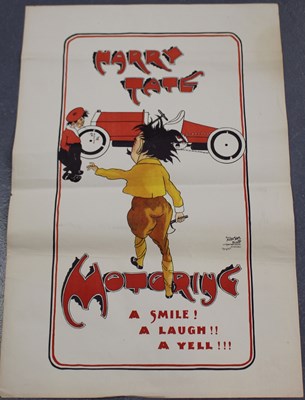 HARRY
TATE
MOTORING
A SMILE!
A LAUGH!!
A YELL!!!